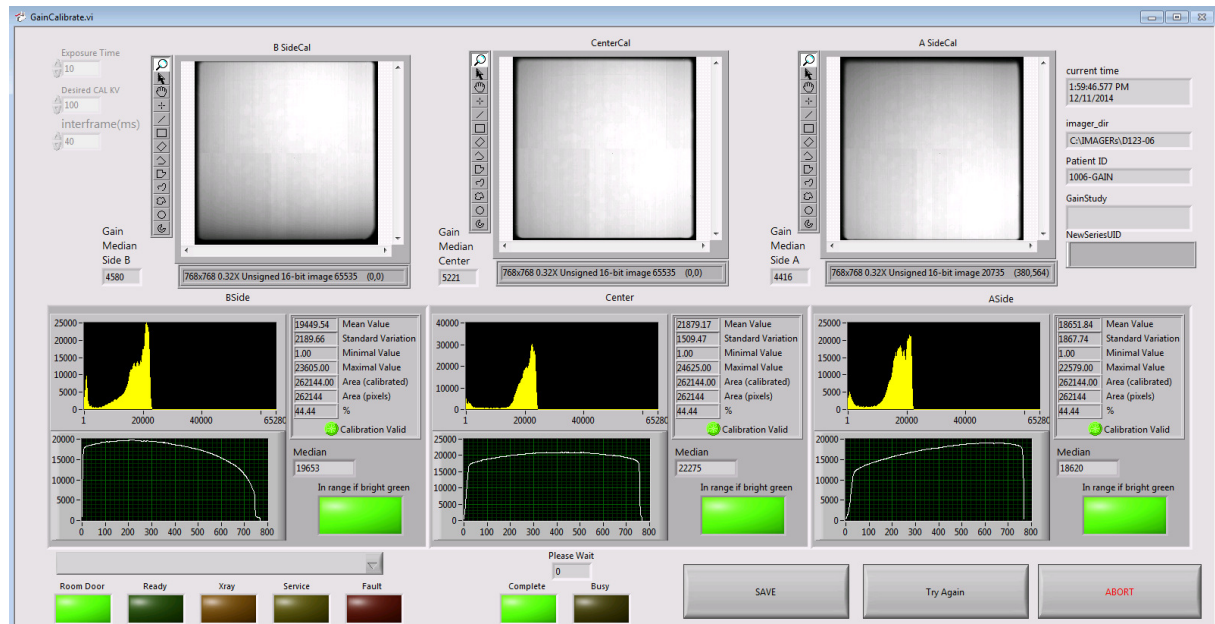 GainCalibrate.vi
Exposure Time
10
Desired CAL KV
100
interframe(ms)
40
B SideCal
Gain
Median
Side B
4580
768x768 0.32X Unsigned 16-bit image 65535 (0,0)
CenterCal
Gain
Median
Center
5221
768x768 0.32X Unsigned 16-bit image 65535 (0,0)
A SideCal
Gain
Median
Side A
4416
768x768 0.32X Unsigned 16-bit image 20735 (380,564)
current time
1:59:46.577 PM
12/11/2014
imager_dir
C:\IMAGERs\D123-06
Patient ID
1006-GAIN
GainStudy
NewSeriesUID
BSide
25000
20000
15000
10000
5000
0
1 20000 40000 65280
19449.54 Mean Value
2189.66 Standard Variation
1.00 Minimal Value
23605.00 Maximal Value
262144.00 Area (calibrated)
262144 Area (pixels)
44.44 %
Calibration Valid
20000
15000
10000
5000
0
0 100 200 300 400 500 600 700 800
Median
19653
In range if bright green
Center
40000
30000
20000
10000
0
1 20000 40000 65280
21879.17 Mean Value
1509.47 Standard Variation
1.00 Minimal Value
24625.00 Maximal Value
262144.00 Area (calibrated)
262144 Area (pixels)
44.44 %
Calibration Valid
25000
20000
15000
10000
5000
0
0 100 200 300 400 500 600 700 800
Median
22275
In range if bright green
ASide
25000
20000
15000
10000
5000
0
1 20000 40000 65280
18651.84 Mean Value
1867.74 Standard Variation
1.00 Minimal Value
22579.00 Maximal Value
262144.00 Area (calibrated)
262144 Area (pixels)
44.44 %
Calibration Valid
20000
15000
10000
5000
0
0 100 200 300 400 500 600 700 800
Median
18620
In range if bright green
Room Door Ready Xray Service Fault
Please Wait
0
Complete Busy
SAVE
Try Again
ABORT